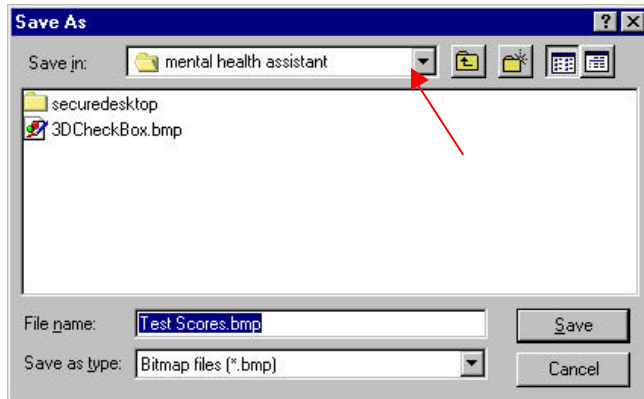 Save As
Save in: mental health assistant
securedesktop
3DCheckBox.bmp
File name: Test Scores.bmp Save
Save as type: Bitmap files (*.bmp) Cancel